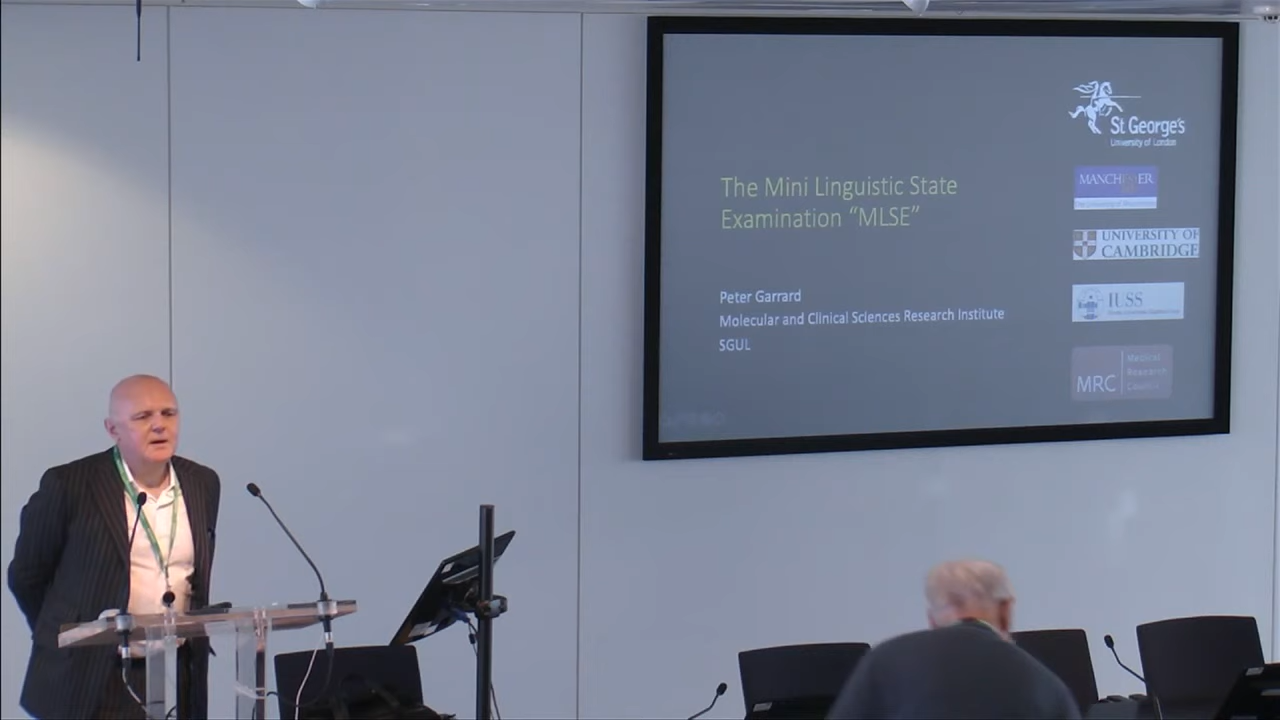 The Mini Linguistic State
Examination “MLSE”
Peter Garrard
Molecular and Clinical Sciences Research Institute
SGUL
St George's
University of London
MANCHESTER
UNIVERSITY OF
CAMBRIDGE
IUSS
MRC
Medical
Research
Council